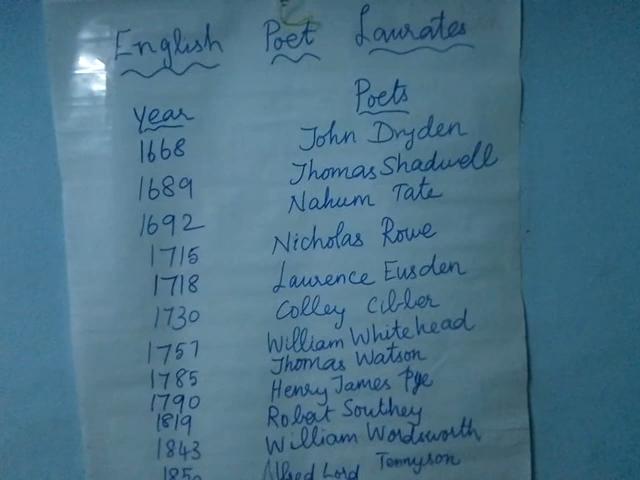 English Poet Laurates
Year Poets
1668 John Dryden
1689 Thomas Shadwell
1692 Nahum Tate
1715 Nicholas Rowe
1718 Laurence Eusden
1730 Colley Cibber
1757 William Whitehead
1785 Thomas Watson
1790 Henry James Pye
1819 Robert Southey
1843 William Wordsworth
1850 Alfred Lord Tennyson